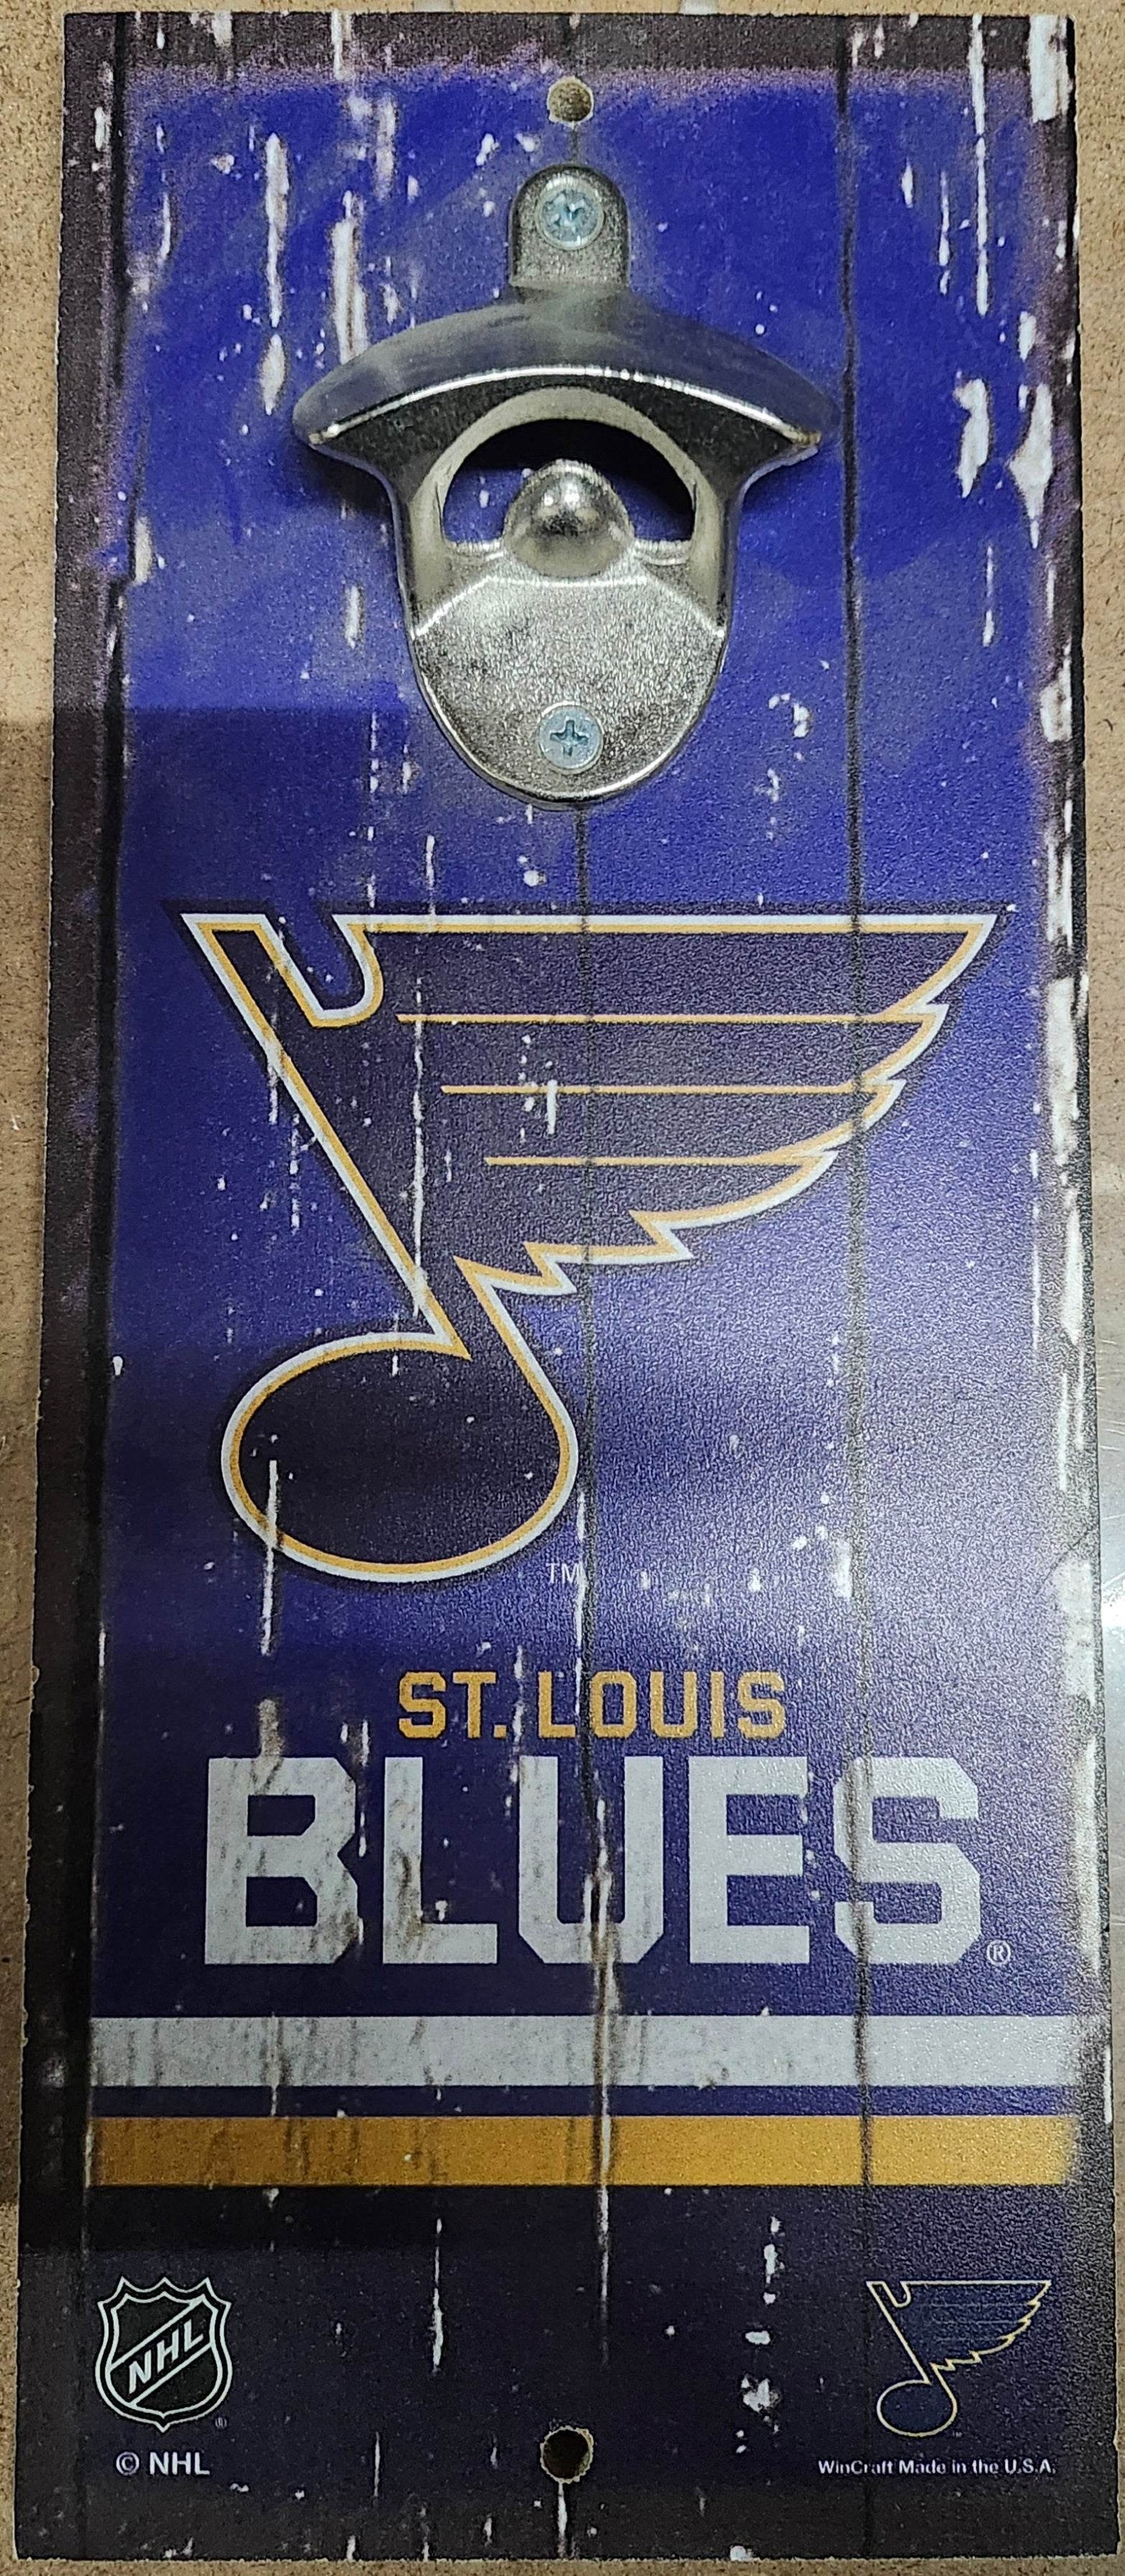 TM
ST. LOUIS
BLUES®
NHL
®
© NHL
WinCraft Made in the U.S.A.